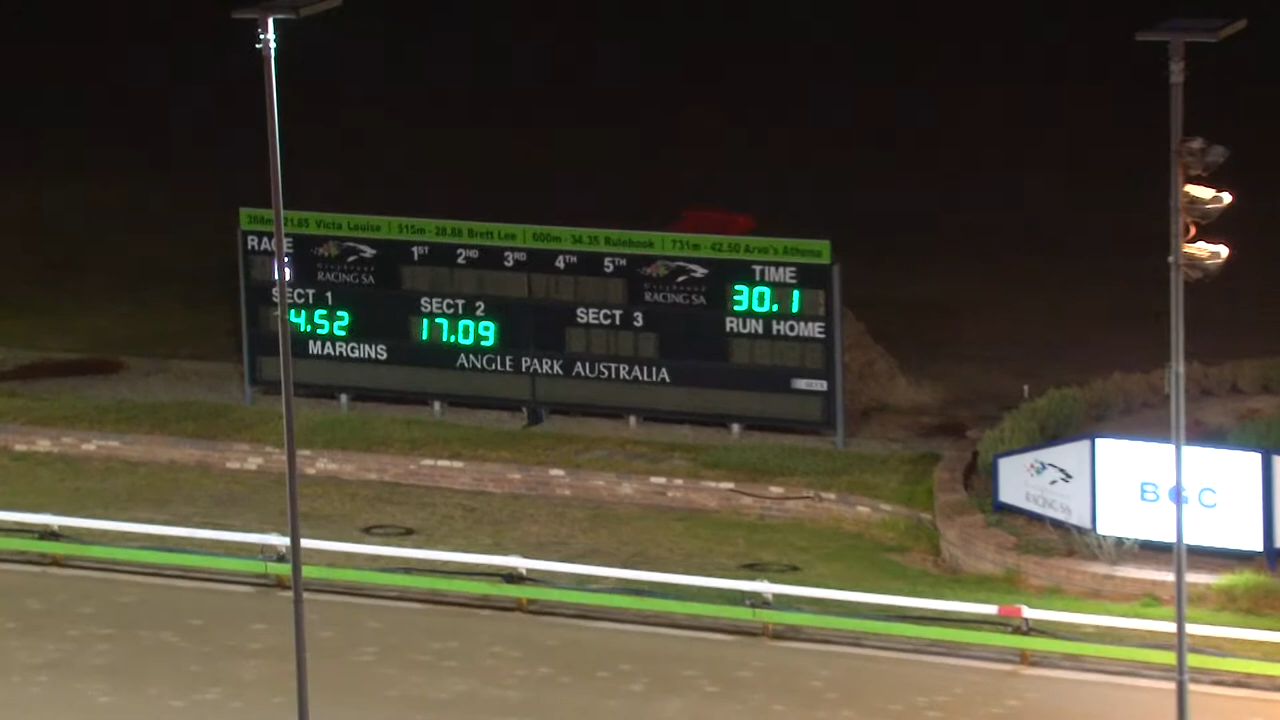 388m - 21.65 Victa Louise | 515m - 28.88 Brett Lee | 600m - 34.35 Rulebook | 731m - 42.50 Arvo's Athena
RACE
Greyhound
RACING SA
1ST 2ND 3RD 4TH 5TH
Greyhound
RACING SA
TIME
30.1
SECT 1
4.52
SECT 2
17.09
SECT 3
RUN HOME
MARGINS
ANGLE PARK AUSTRALIA
RACING SA
BGC